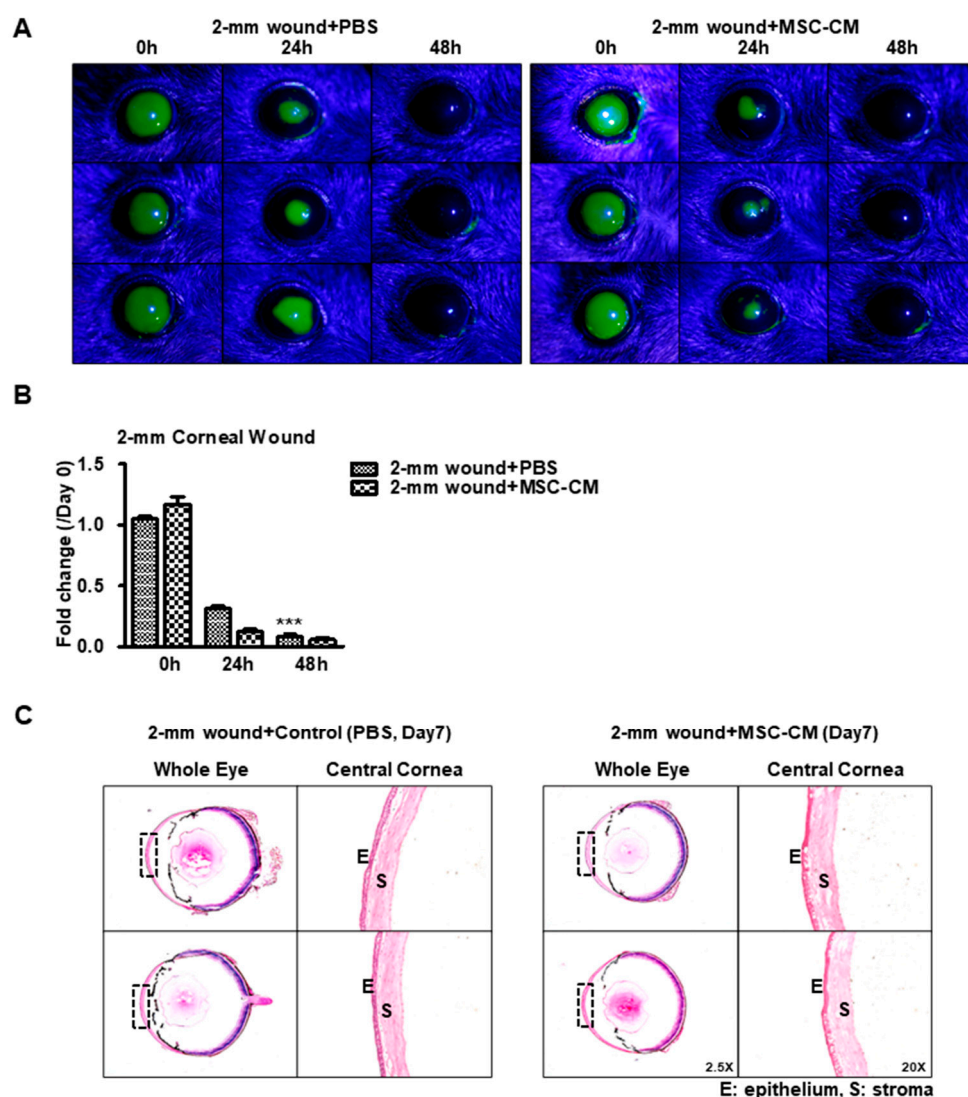 A
2-mm wound+PBS
2-mm wound+MSC-CM
0h 24h 48h
0h 24h 48h
B
2-mm Corneal Wound
Fold change (/Day 0)
1.5
1.0
0.5
0.0
***
0h 24h 48h
2-mm wound+PBS
2-mm wound+MSC-CM
C
2-mm wound+Control (PBS, Day7)
2-mm wound+MSC-CM (Day7)
Whole Eye Central Cornea
Whole Eye Central Cornea
E
S
E
S
E
S
E
S
2.5X
20X
E: epithelium, S: stroma